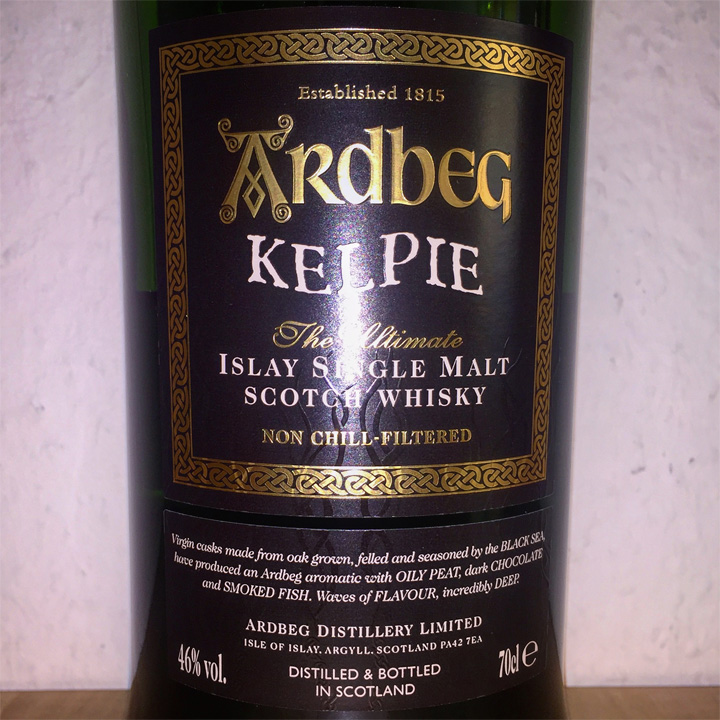 Established 1815
Ardbeg
KELPIE
The Ultimate
ISLAY SINGLE MALT
SCOTCH WHISKY
NON CHILL-FILTERED
Virgin casks made from oak grown, felled and seasoned by the BLACK SEA,
have produced an Ardbeg aromatic with OILY PEAT, dark CHOCOLATE
and SMOKED FISH. Waves of FLAVOUR, incredibly DEEP.
ARDBEG DISTILLERY LIMITED
ISLE OF ISLAY, ARGYLL, SCOTLAND PA42 7EA
46% vol.
DISTILLED & BOTTLED
IN SCOTLAND
70cl ℮